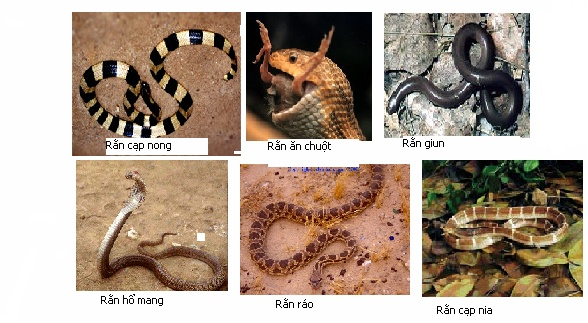 Rắn cạp nong
Rắn ăn chuột
Rắn giun
Rắn hổ mang
Rắn ráo
Rắn cạp nia